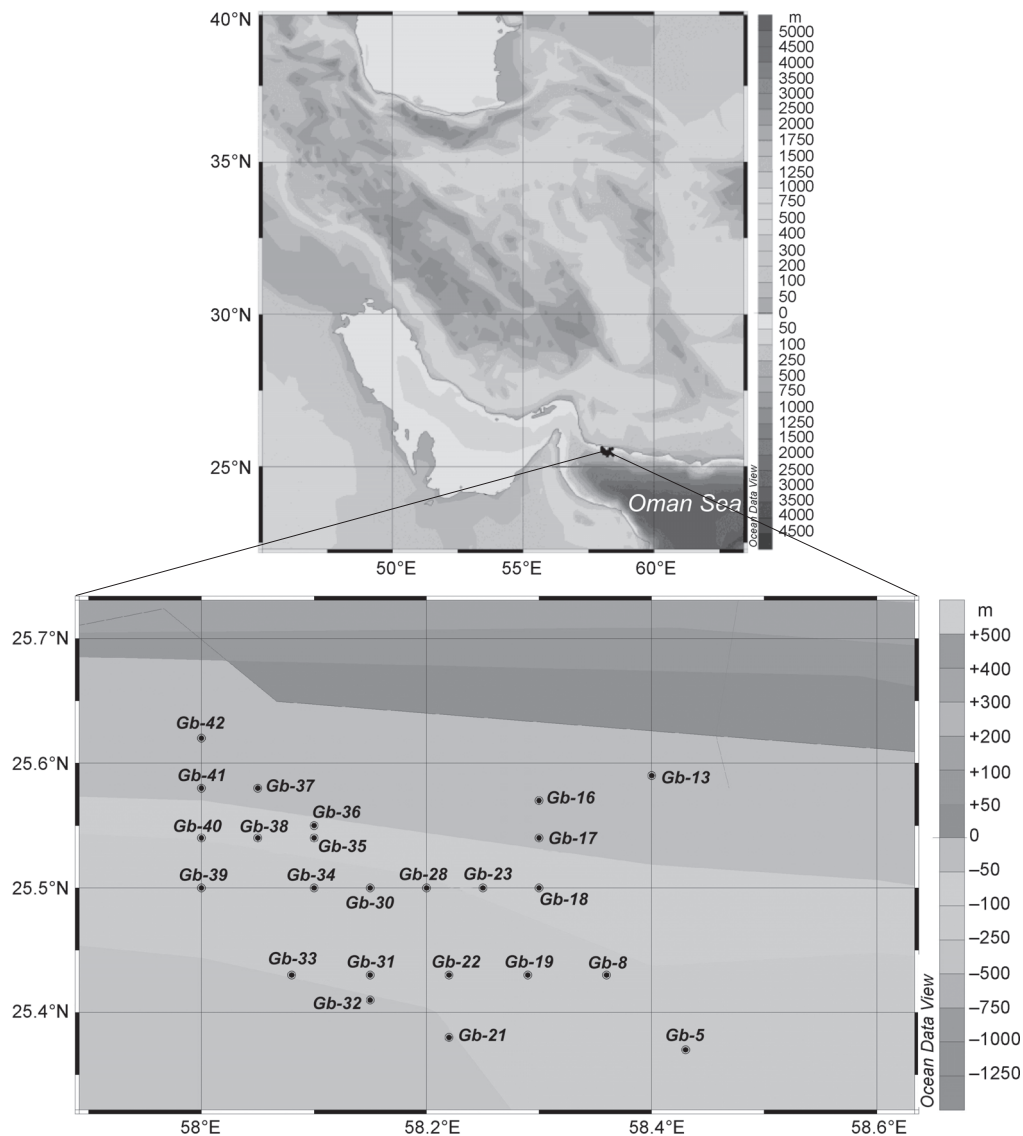 40°N
35°N
30°N
25°N
50°E
55°E
60°E
Oman Sea
m
5000
4500
4000
3500
3000
2500
2000
1750
1500
1250
1000
750
500
400
300
200
100
50
0
50
100
250
500
750
1000
1250
1500
2000
2500
3000
3500
4000
4500
Ocean Data View
25.7°N
25.6°N
25.5°N
25.4°N
Gb-42
Gb-41
Gb-37
Gb-13
Gb-16
Gb-36
Gb-40
Gb-38
Gb-35
Gb-17
Gb-39
Gb-34
Gb-28
Gb-23
Gb-30
Gb-18
Gb-33
Gb-31
Gb-22
Gb-19
Gb-8
Gb-32
Gb-21
Gb-5
58°E
58.2°E
58.4°E
58.6°E
m
+500
+400
+300
+200
+100
+50
0
–50
–100
–250
–500
–750
–1000
–1250
Ocean Data View